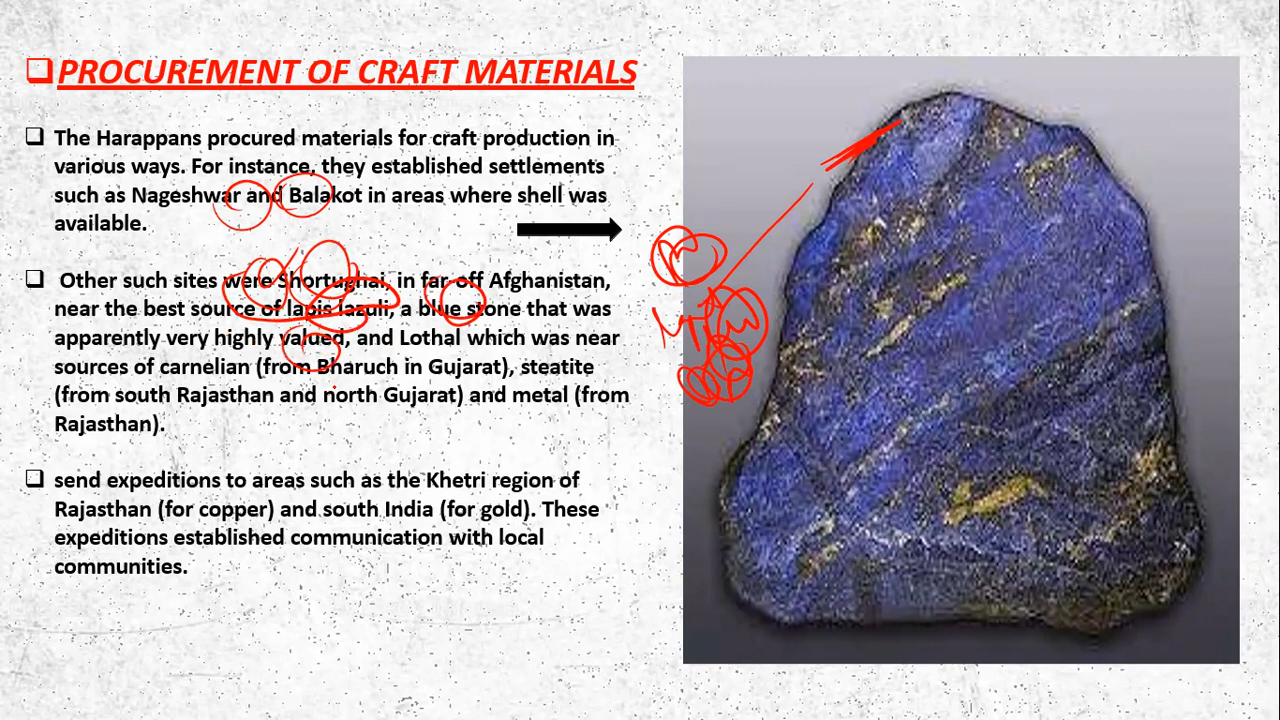 PROCUREMENT OF CRAFT MATERIALS
The Harappans procured materials for craft production in
various ways. For instance, they established settlements
such as Nageshwar and Balakot in areas where shell was
available.
Other such sites were Shortughai, in far off Afghanistan,
near the best source of lapis lazuli, a blue stone that was
apparently very highly valued, and Lothal which was near
sources of carnelian (from Bharuch in Gujarat), steatite
(from south Rajasthan and north Gujarat) and metal (from
Rajasthan).
send expeditions to areas such as the Khetri region of
Rajasthan (for copper) and south India (for gold). These
expeditions established communication with local
communities.